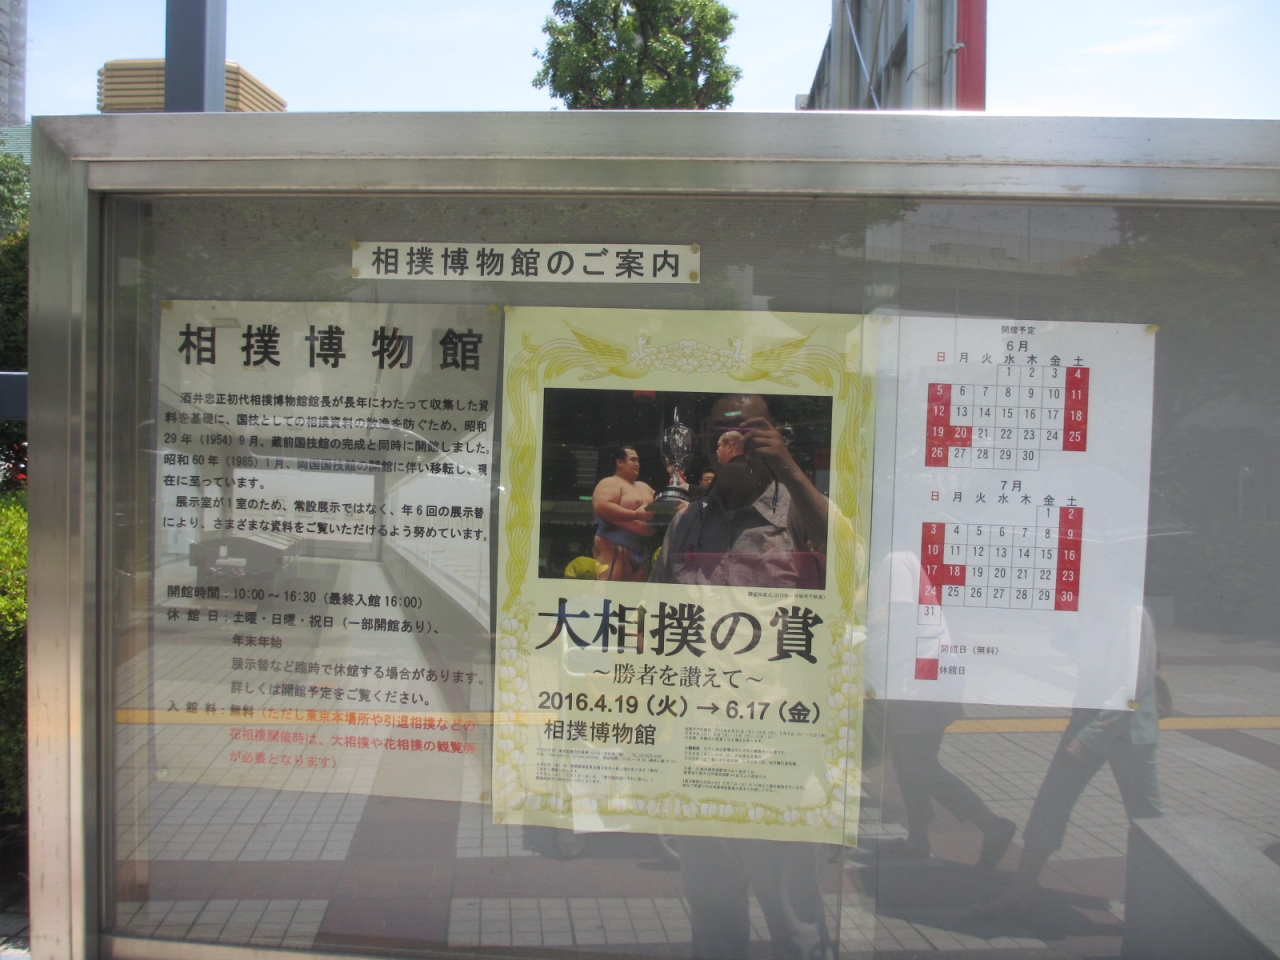 相撲博物館のご案内
相撲博物館
酒井忠正初代相撲博物館館長が長年にわたって収集した資
料を基礎に、国技としての相撲資料の散逸を防ぐため、昭和
29年(1954)9月、蔵前国技館の完成と同時に開館しました。
昭和60年(1985)1月、両国国技館の開館に伴い移転し、現
在に至っています。
展示室が1室のため、常設展示ではなく、年6回の展示替
により、さまざまな資料をご覧いただけるよう努めています。
開館時間:10:00〜16:30(最終入館16:00)
休館日:土曜・日曜・祝日(一部開館あり)、
年末年始
展示替など臨時で休館する場合があります。
詳しくは開館予定をご覧ください。
入館料:無料(ただし東京本場所や引退相撲などの
花相撲開催時は、大相撲や花相撲の観覧券
が必要となります)
大相撲の賞
〜勝者を讃えて〜
2016.4.19(火)→6.17(金)
相撲博物館
開館予定
6月
日 月 火 水 木 金 土
1 2 3 4
5 6 7 8 9 10 11
12 13 14 15 16 17 18
19 20 21 22 23 24 25
26 27 28 29 30
7月
日 月 火 水 木 金 土
1 2
3 4 5 6 7 8 9
10 11 12 13 14 15 16
17 18 19 20 21 22 23
24 25 26 27 28 29 30
31
開館日(無料)
休館日